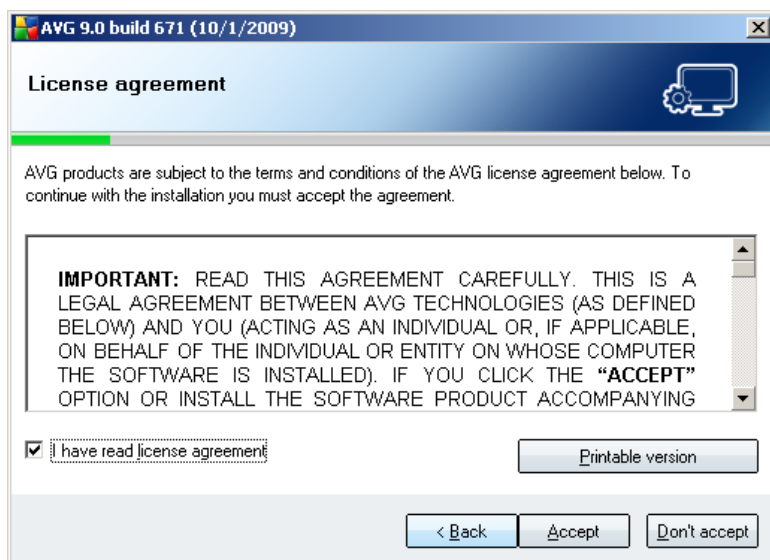 AVG 9.0 build 671 (10/1/2009)
License agreement
AVG products are subject to the terms and conditions of the AVG license agreement below. To
continue with the installation you must accept the agreement.
IMPORTANT: READ THIS AGREEMENT CAREFULLY. THIS IS A
LEGAL AGREEMENT BETWEEN AVG TECHNOLOGIES (AS DEFINED
BELOW) AND YOU (ACTING AS AN INDIVIDUAL OR, IF APPLICABLE,
ON BEHALF OF THE INDIVIDUAL OR ENTITY ON WHOSE COMPUTER
THE SOFTWARE IS INSTALLED). IF YOU CLICK THE “ACCEPT”
OPTION OR INSTALL THE SOFTWARE PRODUCT ACCOMPANYING
I have read license agreement
Printable version
< Back
Accept
Don't accept